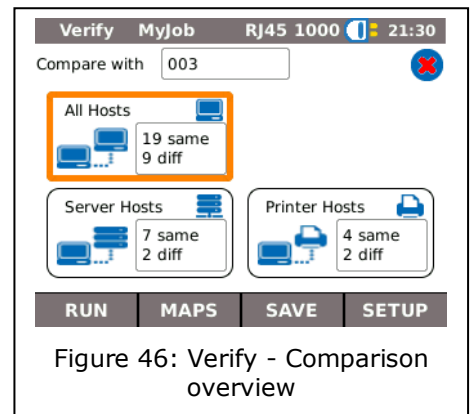 Verify MyJob RJ45 1000 21:30
Compare with 003
All Hosts
19 same
9 diff
Server Hosts
7 same
2 diff
Printer Hosts
4 same
2 diff
RUN MAPS SAVE SETUP
Figure 46: Verify - Comparison
overview